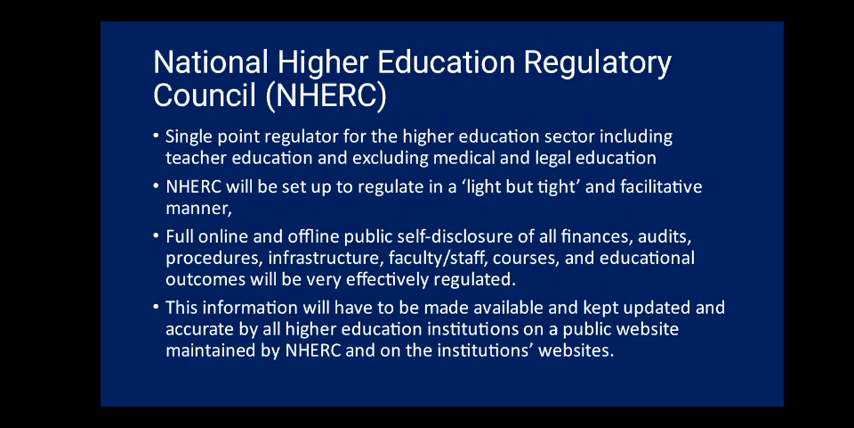 National Higher Education Regulatory
Council (NHERC)
• Single point regulator for the higher education sector including
teacher education and excluding medical and legal education
• NHERC will be set up to regulate in a ‘light but tight’ and facilitative
manner,
• Full online and offline public self-disclosure of all finances, audits,
procedures, infrastructure, faculty/staff, courses, and educational
outcomes will be very effectively regulated.
• This information will have to be made available and kept updated and
accurate by all higher education institutions on a public website
maintained by NHERC and on the institutions’ websites.